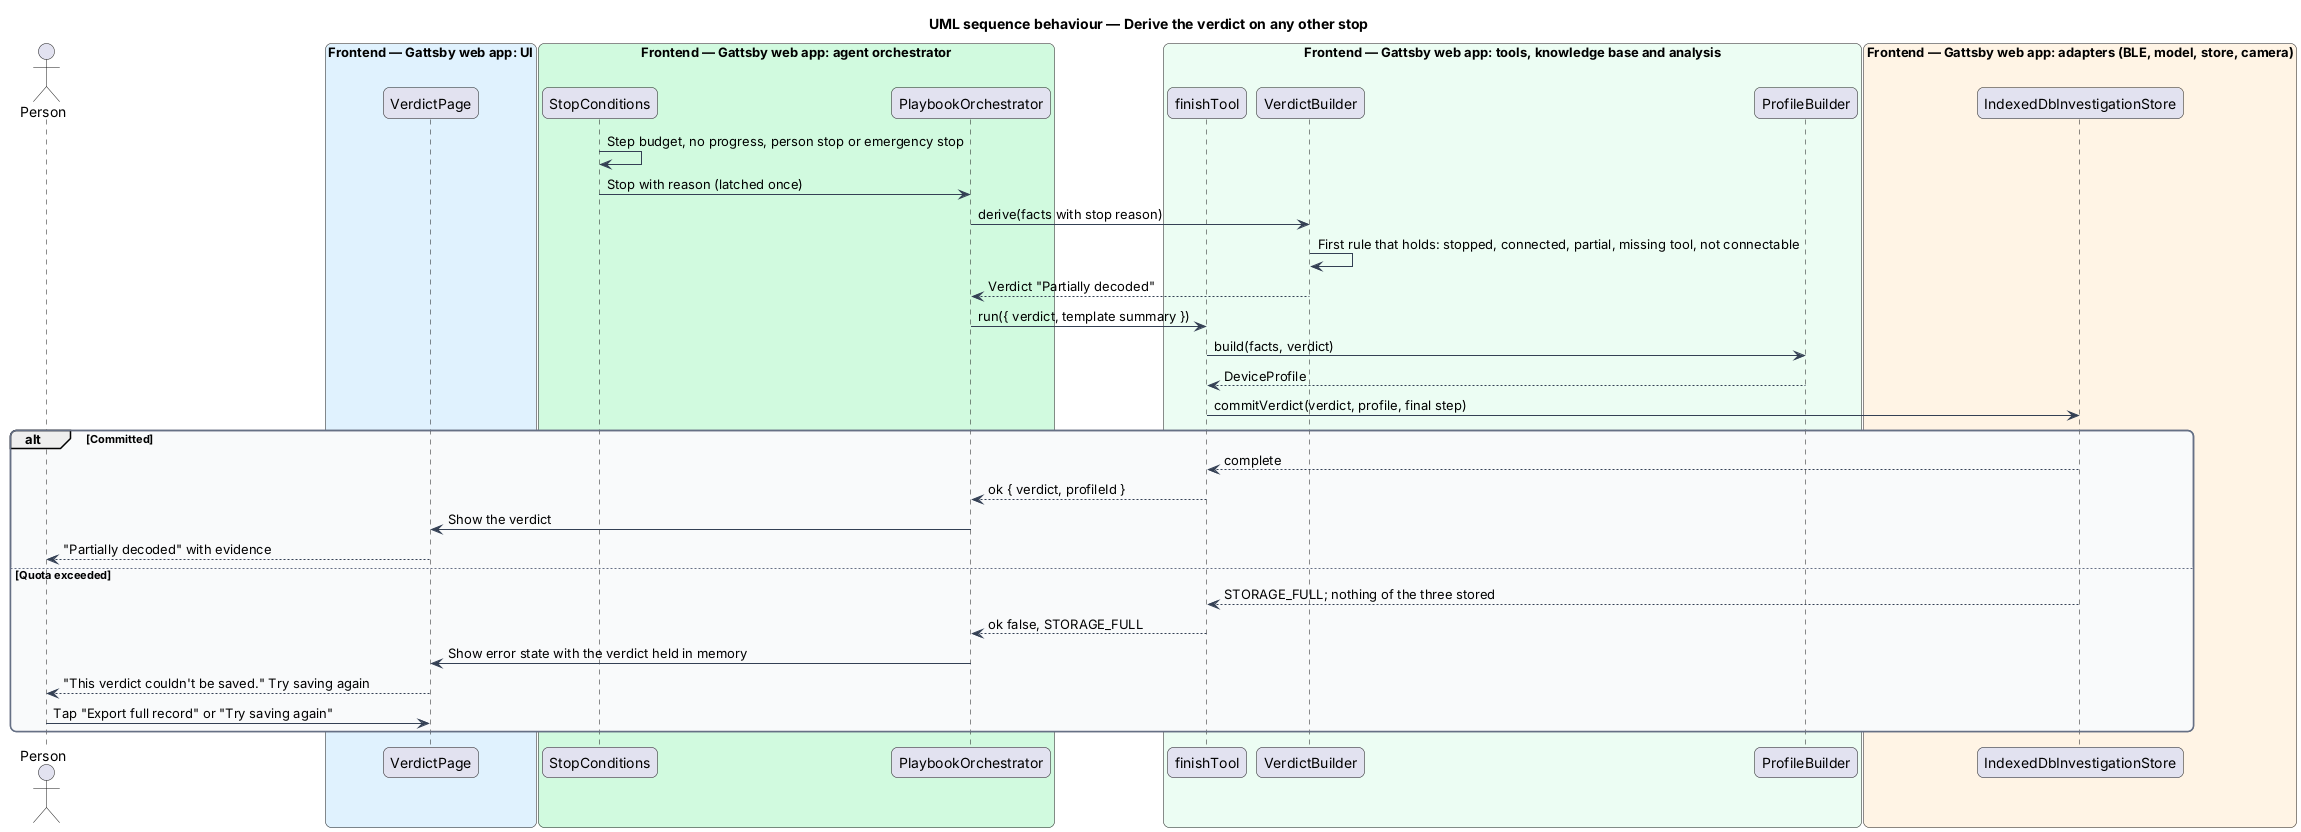 UML sequence behaviour — Derive the verdict on any other stop
Frontend — Gattsby web app: UI
Frontend — Gattsby web app: agent orchestrator
Frontend — Gattsby web app: tools, knowledge base and analysis
Frontend — Gattsby web app: adapters (BLE, model, store, camera)
Person
VerdictPage
StopConditions
PlaybookOrchestrator
finishTool
VerdictBuilder
ProfileBuilder
IndexedDbInvestigationStore
Step budget, no progress, person stop or emergency stop
Stop with reason (latched once)
derive(facts with stop reason)
First rule that holds: stopped, connected, partial, missing tool, not connectable
Verdict "Partially decoded"
run({ verdict, template summary })
build(facts, verdict)
DeviceProfile
commitVerdict(verdict, profile, final step)
alt [Committed]
complete
ok { verdict, profileId }
Show the verdict
"Partially decoded" with evidence
[Quota exceeded]
STORAGE_FULL; nothing of the three stored
ok false, STORAGE_FULL
Show error state with the verdict held in memory
"This verdict couldn't be saved." Try saving again
Tap "Export full record" or "Try saving again"
Person
VerdictPage
StopConditions
PlaybookOrchestrator
finishTool
VerdictBuilder
ProfileBuilder
IndexedDbInvestigationStore